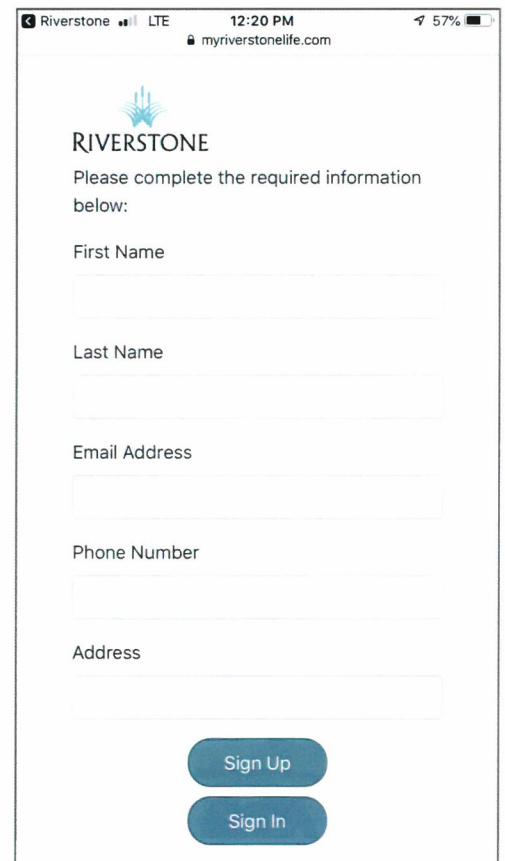 Riverstone LTE 12:20 PM 57%
myriverstonelife.com
RIVERSTONE
Please complete the required information
below:
First Name
Last Name
Email Address
Phone Number
Address
Sign Up
Sign In